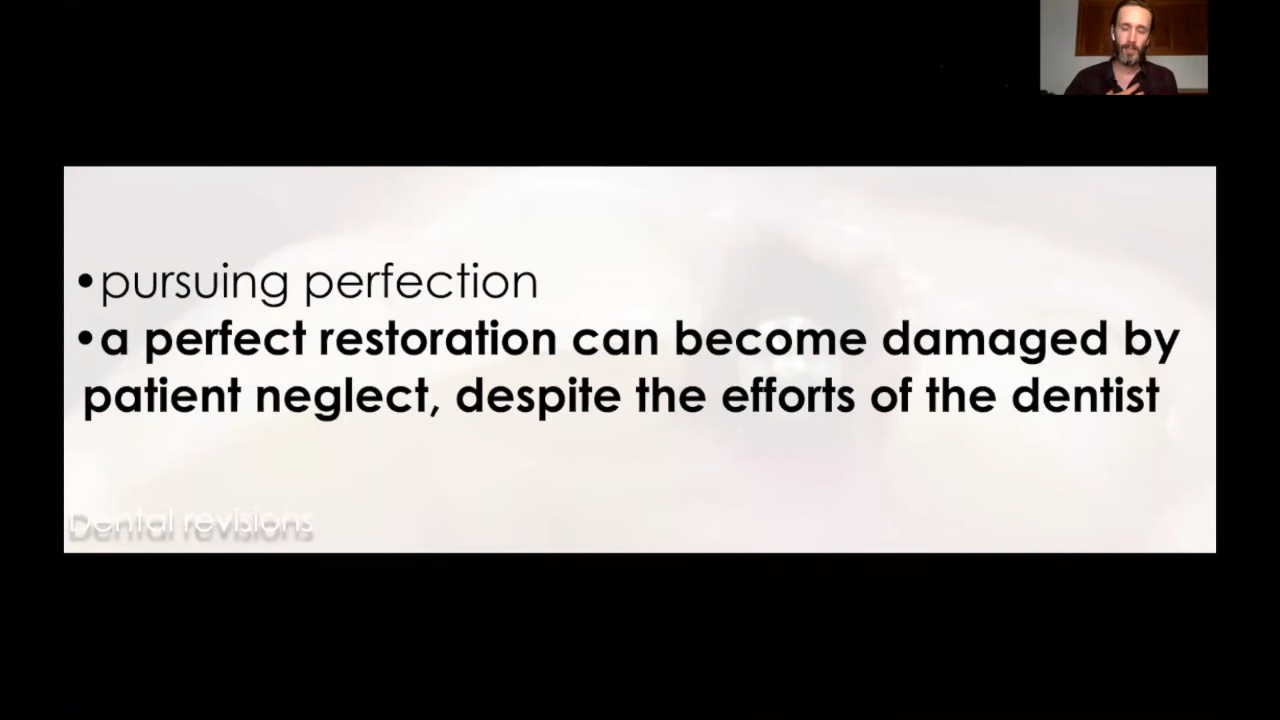 •pursuing perfection
•a perfect restoration can become damaged by
patient neglect, despite the efforts of the dentist
Dental revisions